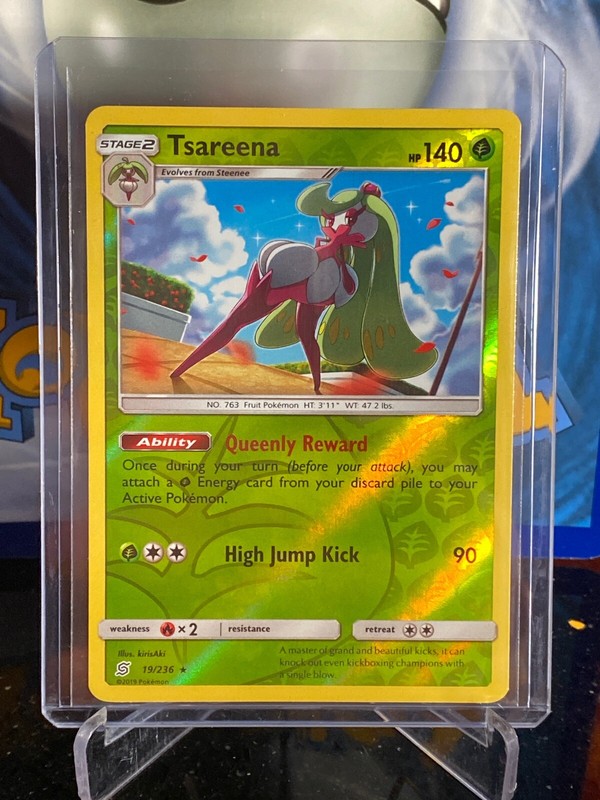 STAGE2 Tsareena HP 140
Evolves from Steenee
NO. 763 Fruit Pokémon HT: 3'11" WT: 47.2 lbs.
Ability Queenly Reward
Once during your turn (before your attack), you may
attach a Energy card from your discard pile to your
Active Pokémon.
High Jump Kick 90
weakness ×2 resistance retreat
Illus. kirisAki
19/236 ★
©2019 Pokémon
A master of grand and beautiful kicks, it can
knock out even kickboxing champions with
a single blow.